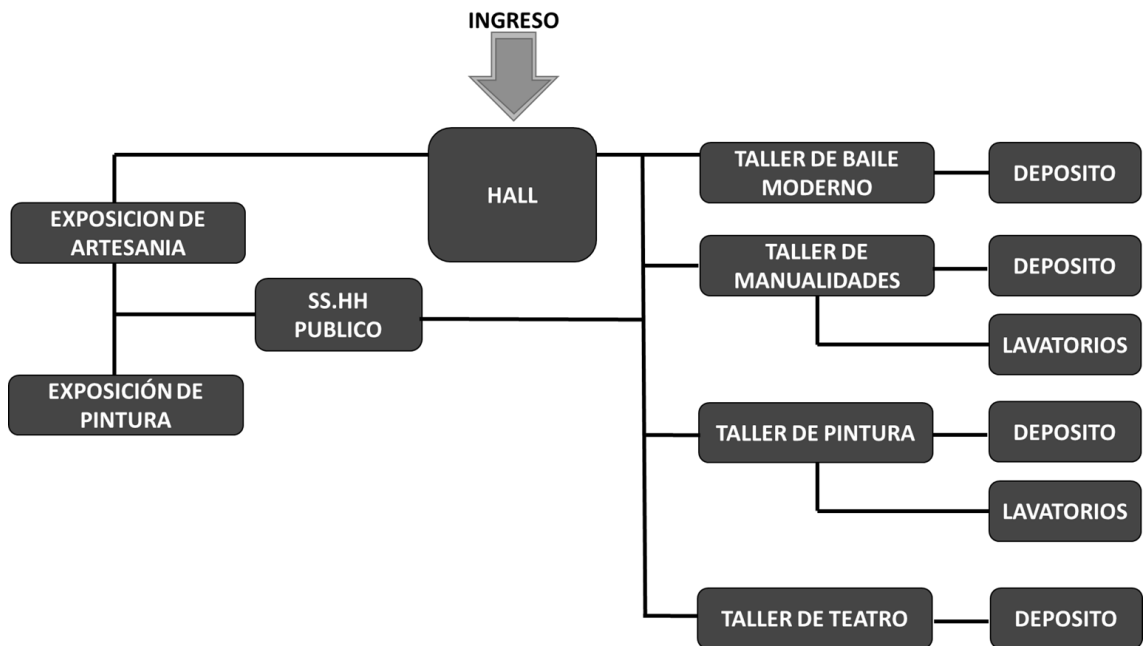 INGRESO
HALL
EXPOSICION DE
ARTESANIA
SS.HH
PUBLICO
EXPOSICIÓN DE
PINTURA
TALLER DE BAILE
MODERNO
DEPOSITO
TALLER DE
MANUALIDADES
DEPOSITO
LAVATORIOS
TALLER DE PINTURA
DEPOSITO
LAVATORIOS
TALLER DE TEATRO
DEPOSITO